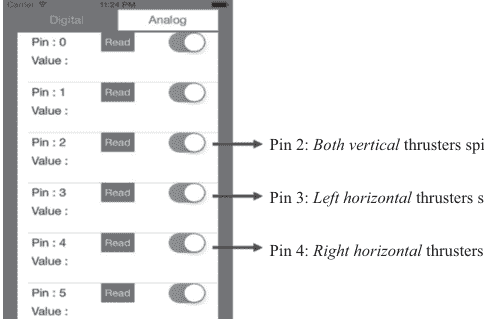 Carrier 11:24 PM
Digital Analog
Pin : 0 Read
Value :
Pin : 1 Read
Value :
Pin : 2 Read
Value :
Pin 2: Both vertical thrusters spi
Pin : 3 Read
Value :
Pin 3: Left horizontal thrusters s
Pin : 4 Read
Value :
Pin 4: Right horizontal thrusters
Pin : 5 Read
Value :